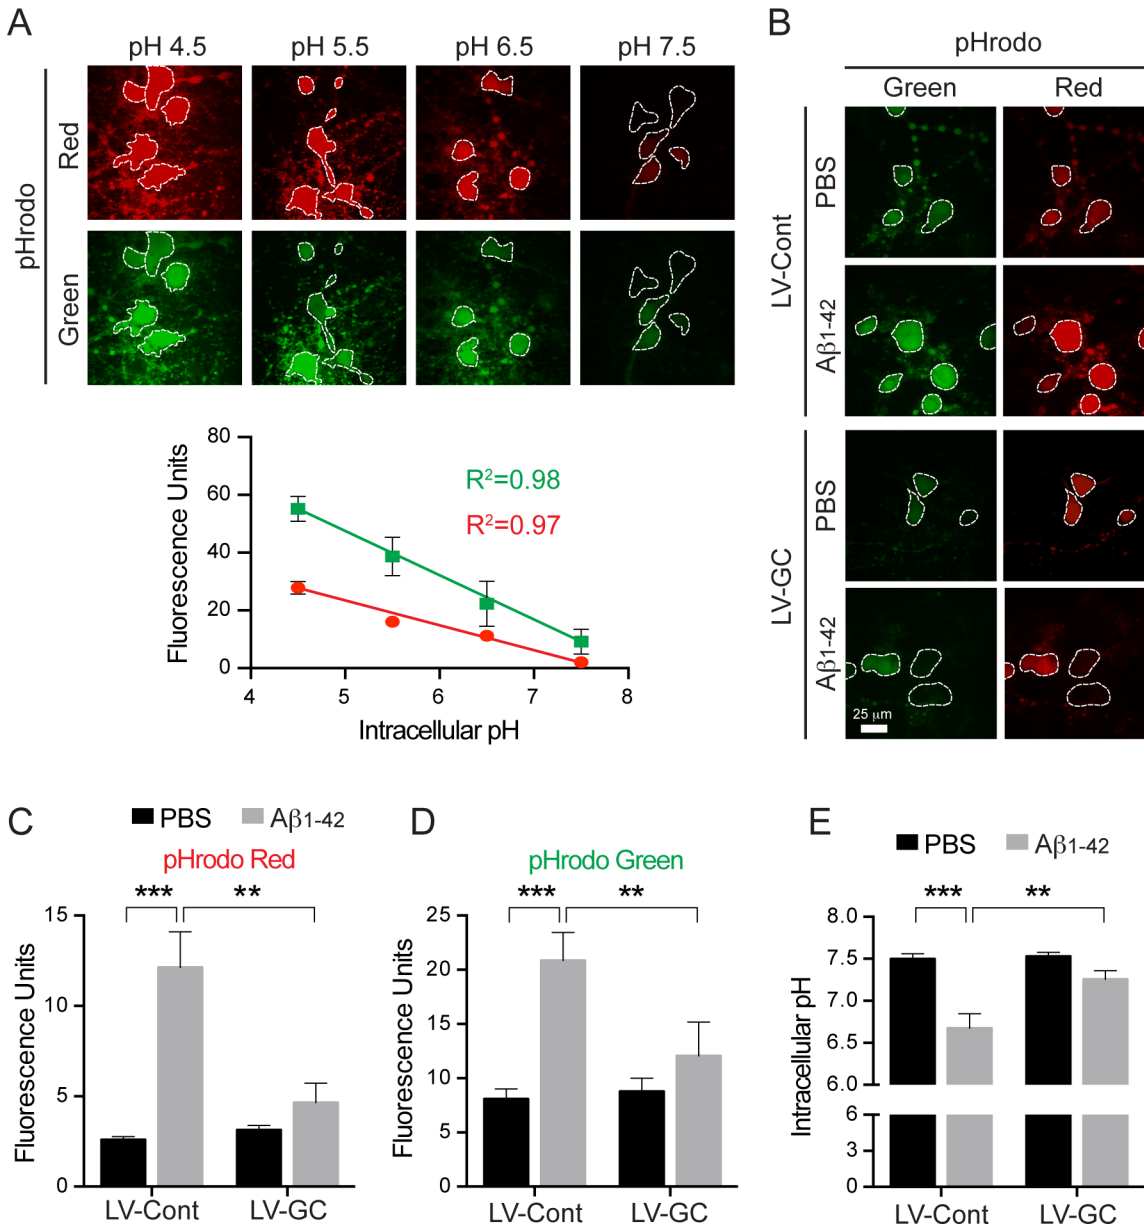 A
pH 4.5 pH 5.5 pH 6.5 pH 7.5
pHrodo
Red
Green
80
60
40
20
0
Fluorescence Units
R²=0.98
R²=0.97
4 5 6 7 8
Intracellular pH
B
pHrodo
Green Red
LV-Cont
PBS
Aβ1-42
LV-GC
PBS
Aβ1-42
25 μm
C
PBS Aβ1-42
pHrodo Red
*** **
15
10
5
0
Fluorescence Units
LV-Cont LV-GC
D
pHrodo Green
*** **
25
20
15
10
5
0
Fluorescence Units
LV-Cont LV-GC
E
PBS Aβ1-42
*** **
8.0
7.5
7.0
6.5
6.0
6
3
0
Intracellular pH
LV-Cont LV-GC